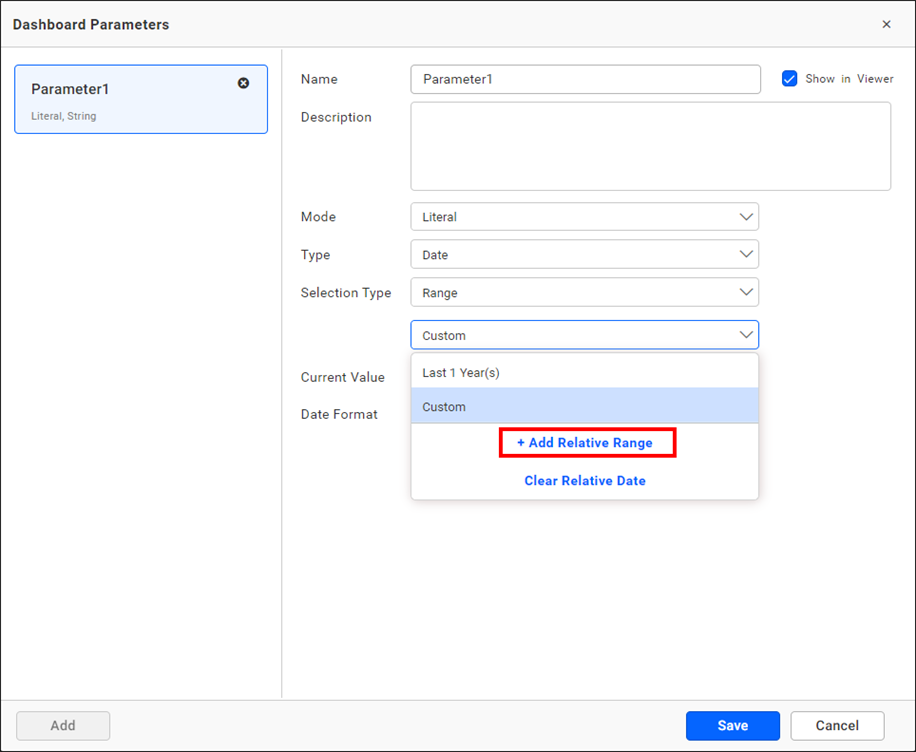 Dashboard Parameters
Parameter1
Literal, String
Name
Parameter1
Show in Viewer
Description
Mode
Literal
Type
Date
Selection Type
Range
Custom
Current Value
Last 1 Year(s)
Custom
Date Format
+ Add Relative Range
Clear Relative Date
Add
Save
Cancel